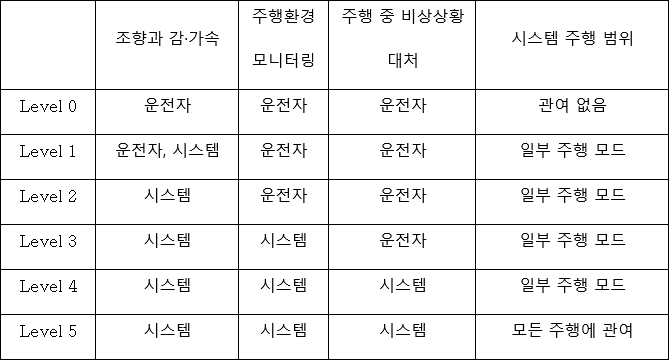 조향과 감·가속 주행환경 모니터링 주행 중 비상상황 대처 시스템 주행 범위
Level 0 운전자 운전자 운전자 관여 없음
Level 1 운전자, 시스템 운전자 운전자 일부 주행 모드
Level 2 시스템 운전자 운전자 일부 주행 모드
Level 3 시스템 시스템 운전자 일부 주행 모드
Level 4 시스템 시스템 시스템 일부 주행 모드
Level 5 시스템 시스템 시스템 모든 주행에 관여